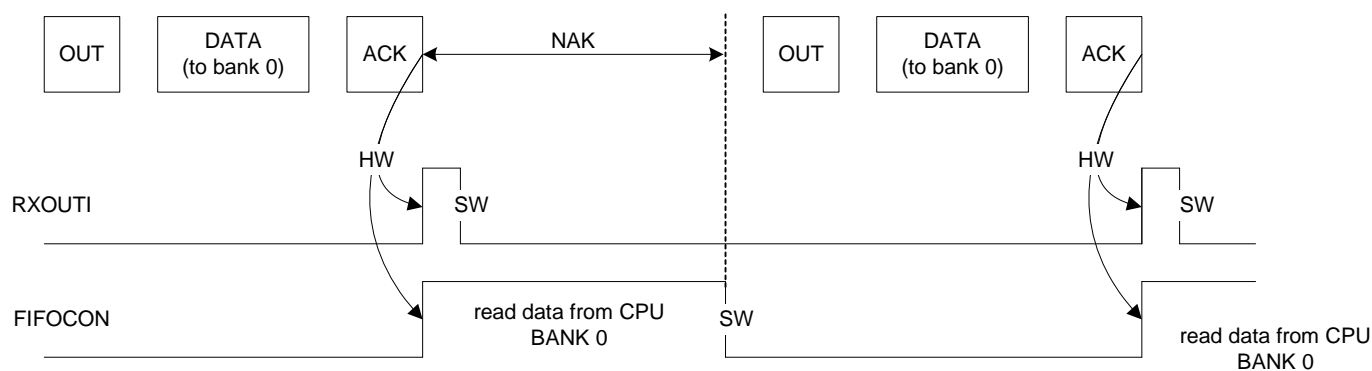 OUT
DATA
(to bank 0)
ACK
NAK
OUT
DATA
(to bank 0)
ACK
HW
HW
RXOUTI
SW
SW
FIFOCON
read data from CPU
BANK 0
SW
read data from CPU
BANK 0